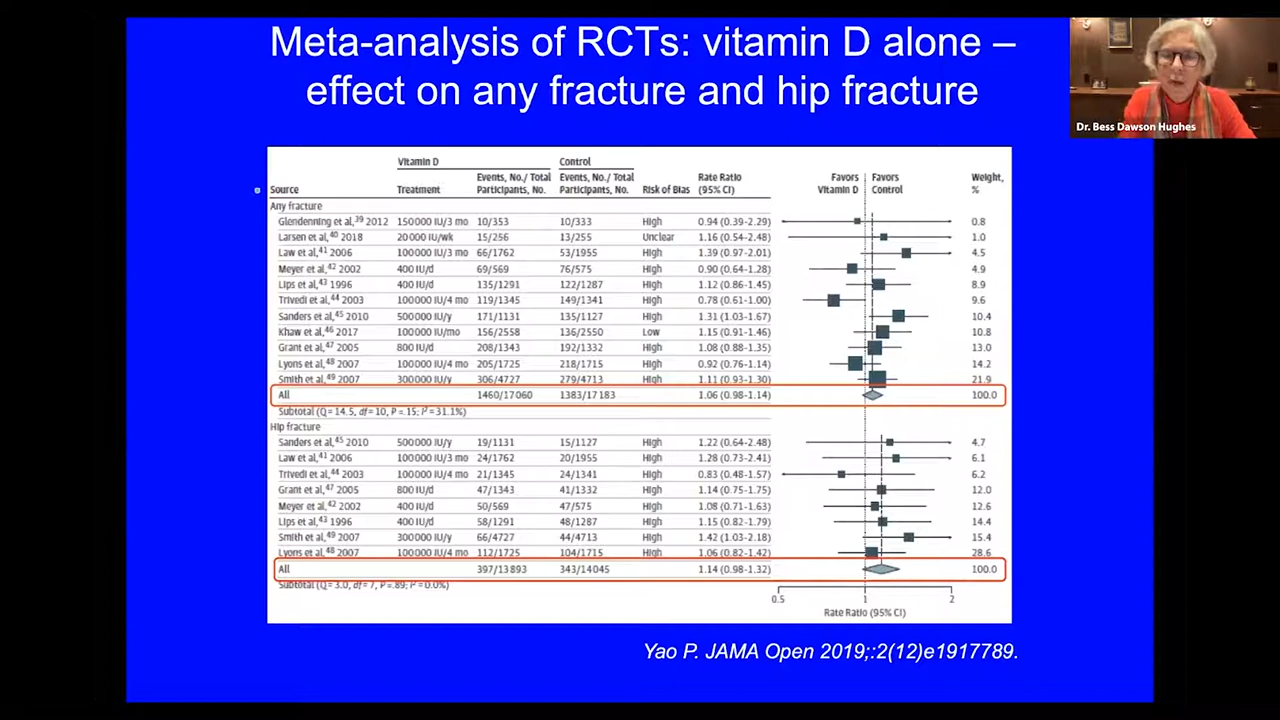 Meta-analysis of RCTs: vitamin D alone –
effect on any fracture and hip fracture
Dr. Bess Dawson Hughes
Vitamin D Control
Events, No./ Total Events, No./ Total Rate Ratio Favors Favors Weight,
Source Treatment Participants, No. Participants, No. Risk of Bias (95% CI) Vitamin D Control %
Any fracture
Glendenning et al,39 2012 150000 IU/3 mo 10/353 10/333 High 0.94 (0.39-2.29) 0.8
Larsen et al,40 2018 20000 IU/wk 15/256 13/255 Unclear 1.16 (0.54-2.48) 1.0
Law et al,41 2006 100000 IU/3 mo 66/1762 53/1955 High 1.39 (0.97-2.01) 4.5
Meyer et al,42 2002 400 IU/d 69/569 76/575 High 0.90 (0.64-1.28) 4.9
Lips et al,43 1996 400 IU/d 135/1291 122/1287 High 1.12 (0.86-1.45) 8.9
Trivedi et al,44 2003 100000 IU/4 mo 119/1345 149/1341 High 0.78 (0.61-1.00) 9.6
Sanders et al,45 2010 500000 IU/y 171/1131 135/1127 High 1.31 (1.03-1.67) 10.4
Khaw et al,46 2017 100000 IU/mo 156/2558 136/2550 Low 1.15 (0.91-1.46) 10.8
Grant et al,47 2005 800 IU/d 208/1343 192/1332 High 1.08 (0.88-1.35) 13.0
Lyons et al,48 2007 100000 IU/4 mo 205/1725 218/1715 High 0.92 (0.76-1.14) 14.2
Smith et al,49 2007 300000 IU/y 306/4727 279/4713 High 1.11 (0.93-1.30) 21.9
All 1460/17060 1383/17183 1.06 (0.98-1.14) 100.0
Subtotal (Q = 14.5, df = 10, P = .15; I² = 31.1%)
Hip fracture
Sanders et al,45 2010 500000 IU/y 19/1131 15/1127 High 1.22 (0.64-2.48) 4.7
Law et al,41 2006 100000 IU/3 mo 24/1762 20/1955 High 1.28 (0.73-2.41) 6.1
Trivedi et al,44 2003 100000 IU/4 mo 21/1345 24/1341 High 0.83 (0.48-1.57) 6.2
Grant et al,47 2005 800 IU/d 47/1343 41/1332 High 1.14 (0.75-1.75) 12.0
Meyer et al,42 2002 400 IU/d 50/569 47/575 High 1.08 (0.71-1.63) 12.6
Lips et al,43 1996 400 IU/d 58/1291 48/1287 High 1.15 (0.82-1.79) 14.4
Smith et al,49 2007 300000 IU/y 66/4727 44/4713 High 1.42 (1.03-2.18) 15.4
Lyons et al,48 2007 100000 IU/4 mo 112/1725 104/1715 High 1.06 (0.82-1.42) 28.6
All 397/13893 343/14045 1.14 (0.98-1.32) 100.0
Subtotal (Q = 3.0, df = 7, P = .89; I² = 0.0%)
0.5 1 2
Rate Ratio (95% CI)
Yao P. JAMA Open 2019;:2(12)e1917789.